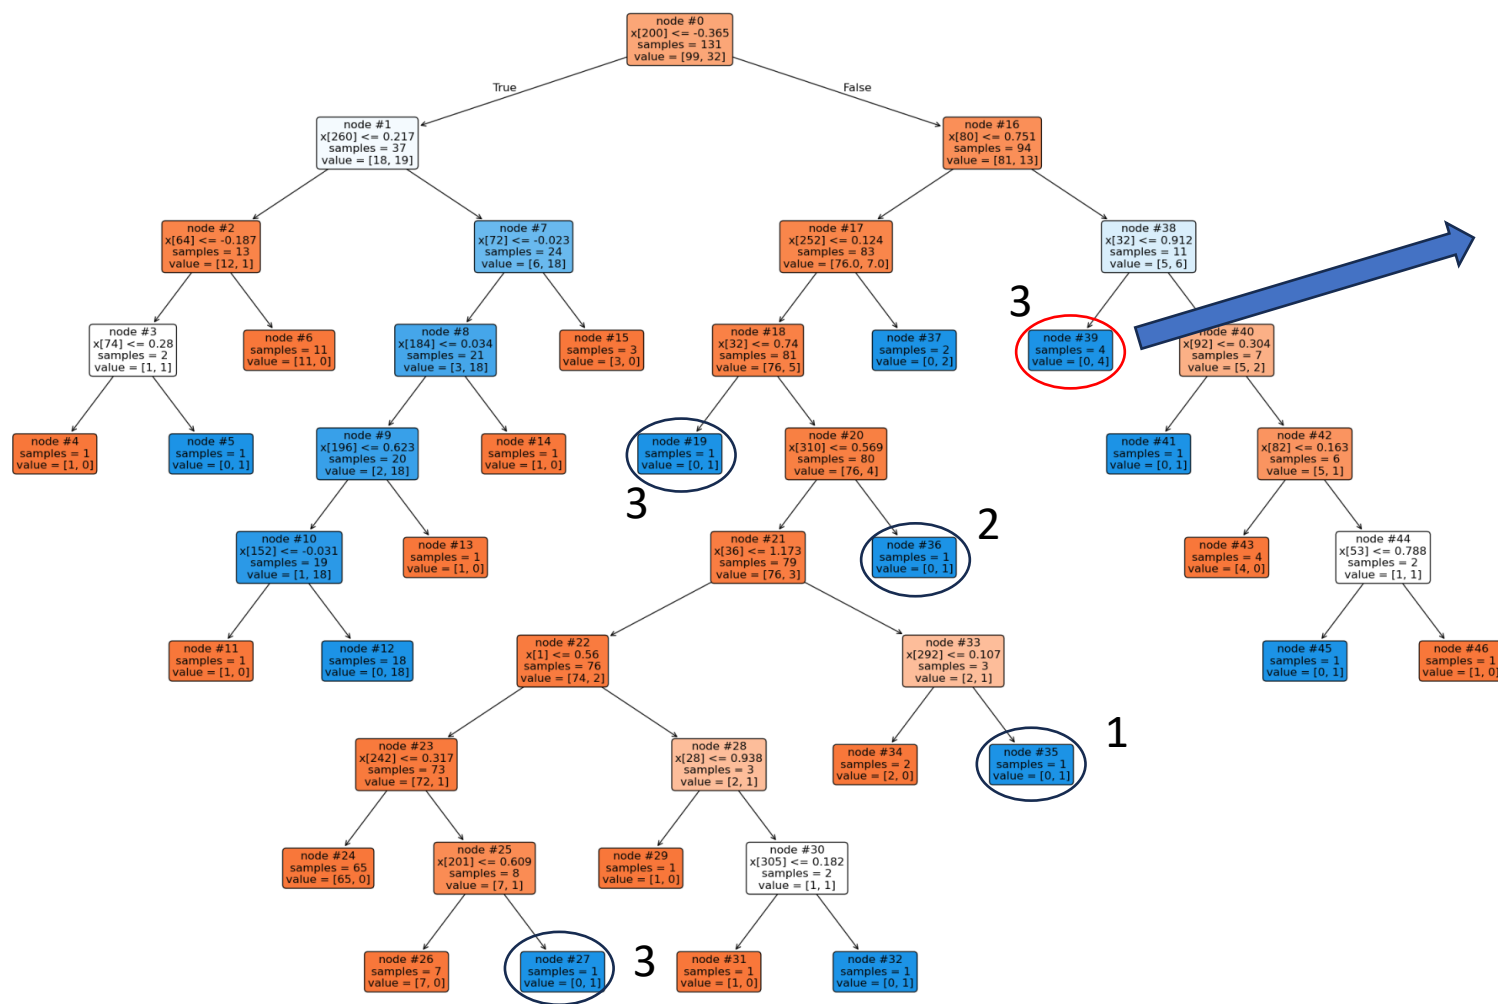 node #0
x[200] <= -0.365
samples = 131
value = [99, 32]
True
False
node #1
x[260] <= 0.217
samples = 37
value = [18, 19]
node #16
x[80] <= 0.751
samples = 94
value = [81, 13]
node #2
x[64] <= -0.187
samples = 13
value = [12, 1]
node #7
x[72] <= -0.023
samples = 24
value = [6, 18]
node #17
x[252] <= 0.124
samples = 83
value = [76.0, 7.0]
node #38
x[32] <= 0.912
samples = 11
value = [5, 6]
3
node #3
x[74] <= 0.28
samples = 2
value = [1, 1]
node #6
samples = 11
value = [11, 0]
node #8
x[184] <= 0.034
samples = 21
value = [3, 18]
node #15
samples = 3
value = [3, 0]
node #18
x[32] <= 0.74
samples = 81
value = [76, 5]
node #37
samples = 2
value = [0, 2]
node #39
samples = 4
value = [0, 4]
node #40
x[92] <= 0.304
samples = 7
value = [5, 2]
node #4
samples = 1
value = [1, 0]
node #5
samples = 1
value = [0, 1]
node #9
x[196] <= 0.623
samples = 20
value = [2, 18]
node #14
samples = 1
value = [1, 0]
node #19
samples = 1
value = [0, 1]
3
node #20
x[310] <= 0.569
samples = 80
value = [76, 4]
node #41
samples = 1
value = [0, 1]
node #42
x[82] <= 0.163
samples = 6
value = [5, 1]
node #10
x[152] <= -0.031
samples = 19
value = [1, 18]
node #13
samples = 1
value = [1, 0]
node #21
x[36] <= 1.173
samples = 79
value = [76, 3]
2
node #36
samples = 1
value = [0, 1]
node #43
samples = 4
value = [4, 0]
node #44
x[53] <= 0.788
samples = 2
value = [1, 1]
node #11
samples = 1
value = [1, 0]
node #12
samples = 18
value = [0, 18]
node #22
x[1] <= 0.56
samples = 76
value = [74, 2]
node #33
x[292] <= 0.107
samples = 3
value = [2, 1]
node #45
samples = 1
value = [0, 1]
node #46
samples = 1
value = [1, 0]
node #23
x[242] <= 0.317
samples = 73
value = [72, 1]
node #28
x[28] <= 0.938
samples = 3
value = [2, 1]
node #34
samples = 2
value = [2, 0]
node #35
samples = 1
value = [0, 1]
1
node #24
samples = 65
value = [65, 0]
node #25
x[201] <= 0.609
samples = 8
value = [7, 1]
node #29
samples = 1
value = [1, 0]
node #30
x[305] <= 0.182
samples = 2
value = [1, 1]
node #26
samples = 7
value = [7, 0]
node #27
samples = 1
value = [0, 1]
3
node #31
samples = 1
value = [1, 0]
node #32
samples = 1
value = [0, 1]